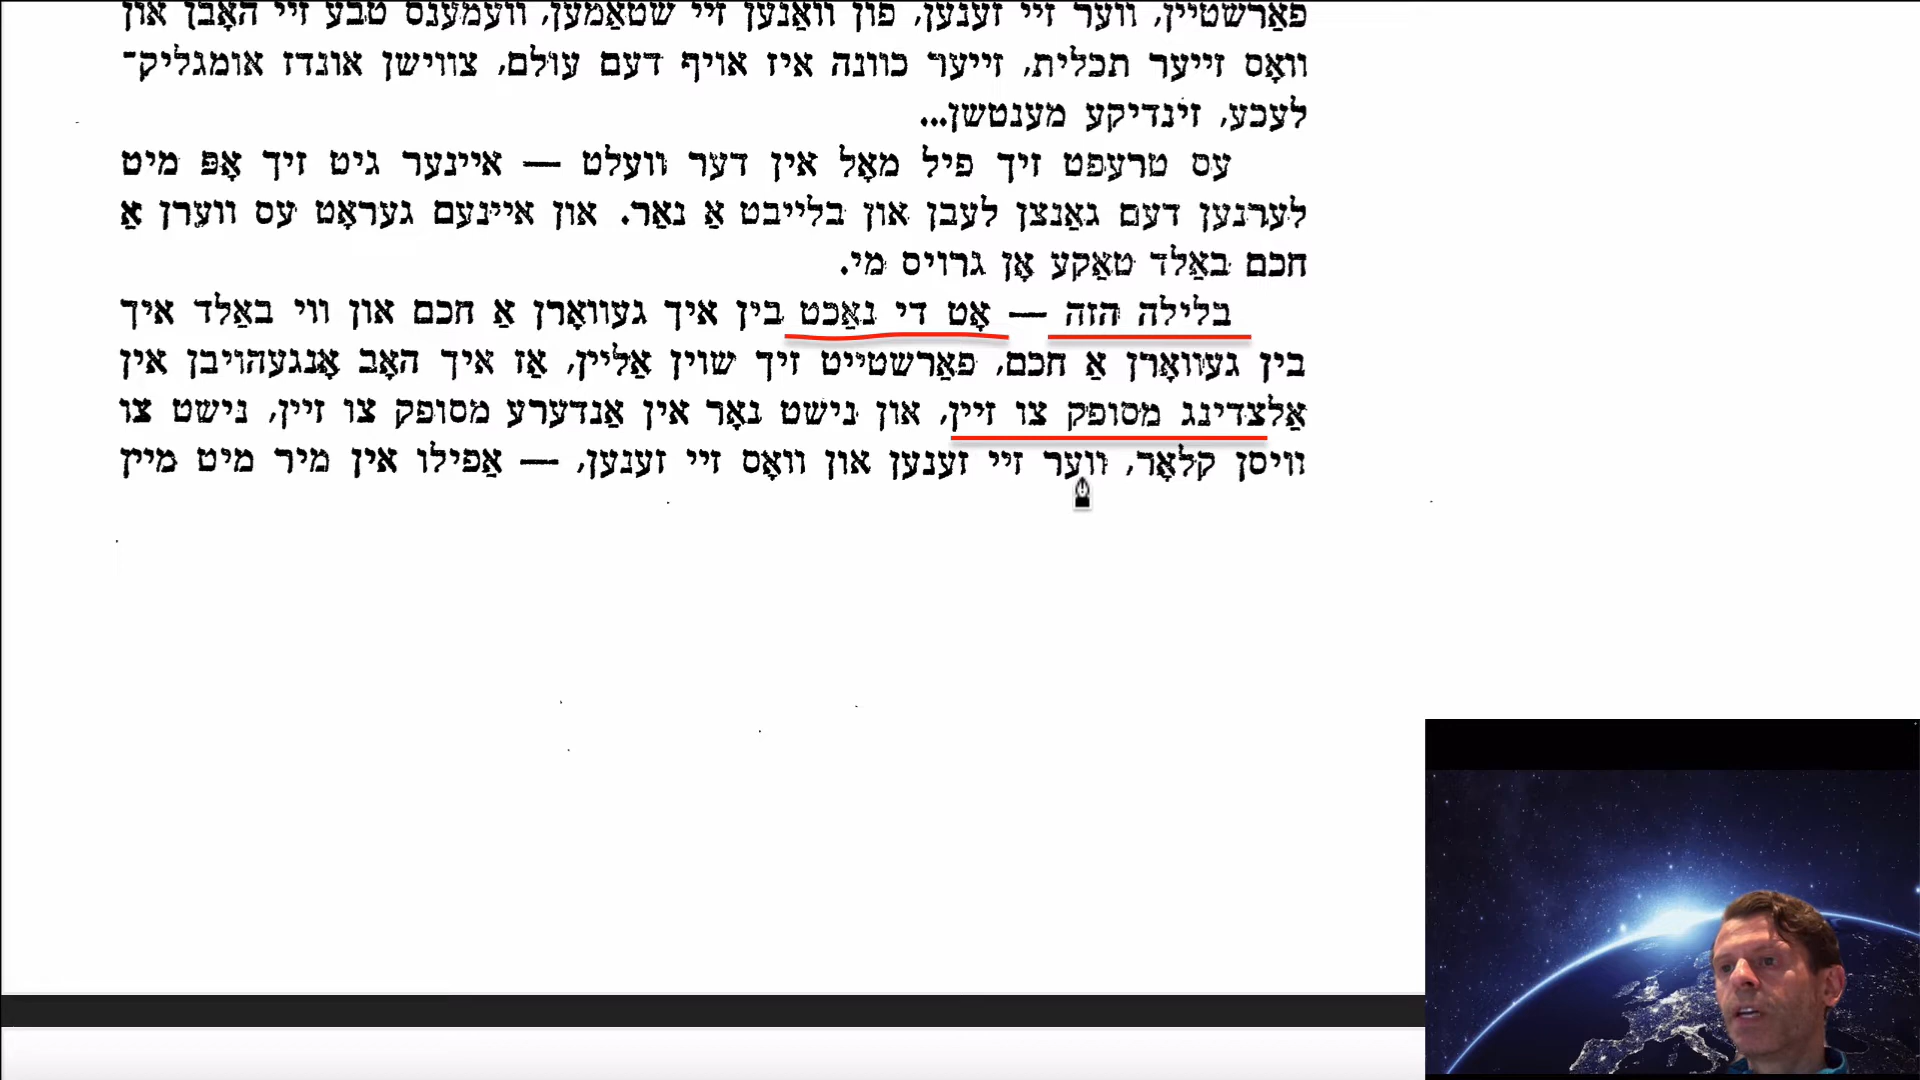 פֿאַרשטיין, ווער זיי זענען, פון וואַנען זיי שטאַמען, וועמענס טבע זיי האָבן און
וואָס זייער תכלית, זייער כוונה איז אויף דעם עולם, צווישן אונדז אומגליק־
לעכע, זינדיקע מענטשן...
עס טרעפט זיך פיל מאָל אין דער וועלט — איינער גיט זיך אָפּ מיט
לערנען דעם גאַנצן לעבן און בלייבט אַ נאַר. און איינעם געראָט עס ווערן אַ
חכם באַלד טאַקע אָן גרויס מי.
בלילה הזה — אָט די נאַכט בין איך געוואָרן אַ חכם און ווי באַלד איך
בין געוואָרן אַ חכם, פאַרשטייט זיך שוין אַליין, אַז איך האָב אָנגעהויבן אין
אַלצדינג מסופק צו זיין, און נישט נאָר אין אַנדערע מסופק צו זיין, נישט צו
וויסן קלאָר, ווער זיי זענען און וואָס זיי זענען, — אַפילו אין מיר מיט מיין